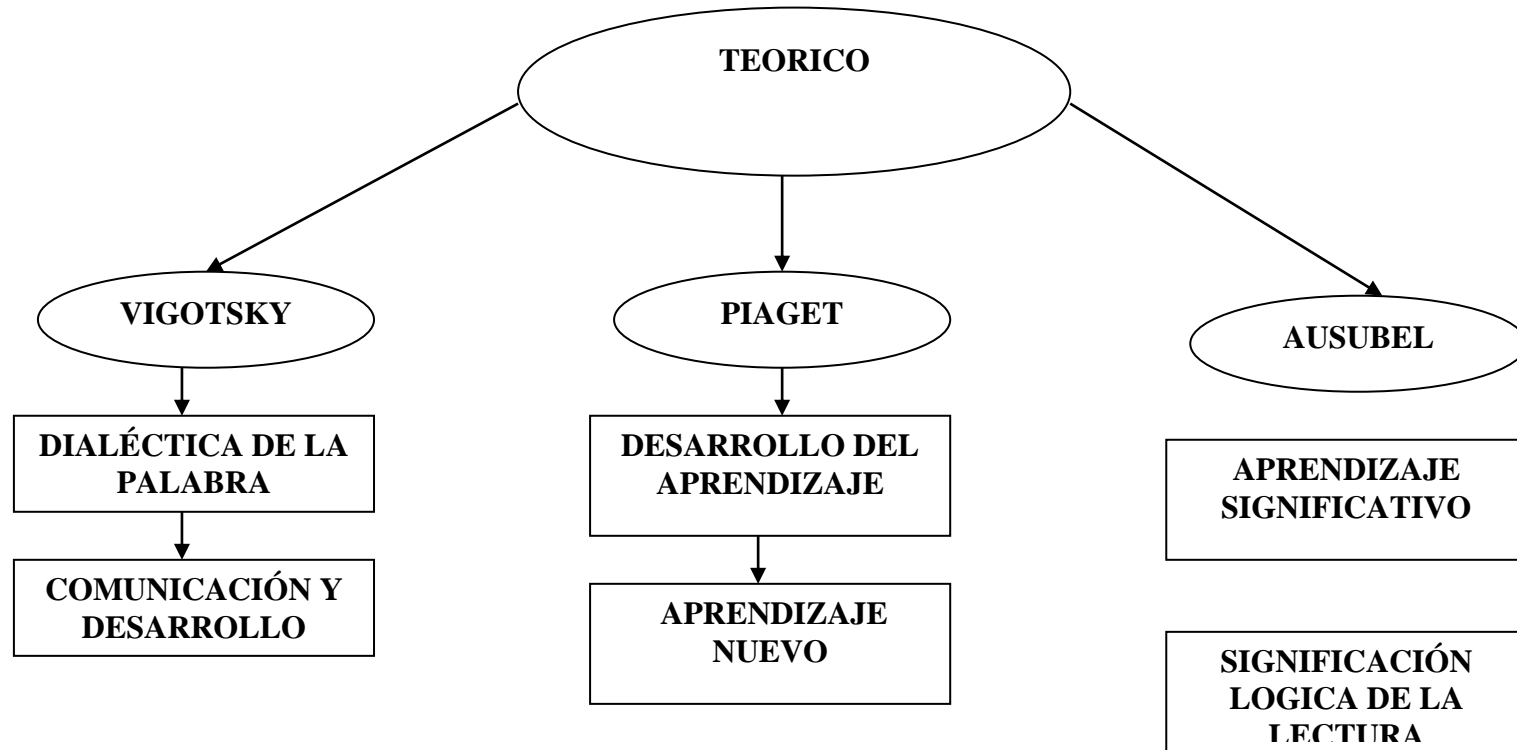 TEORICO
VIGOTSKY
PIAGET
AUSUBEL
DIALÉCTICA DE LA
PALABRA
DESARROLLO DEL
APRENDIZAJE
APRENDIZAJE
SIGNIFICATIVO
COMUNICACIÓN Y
DESARROLLO
APRENDIZAJE
NUEVO
SIGNIFICACIÓN
LOGICA DE LA
LECTURA